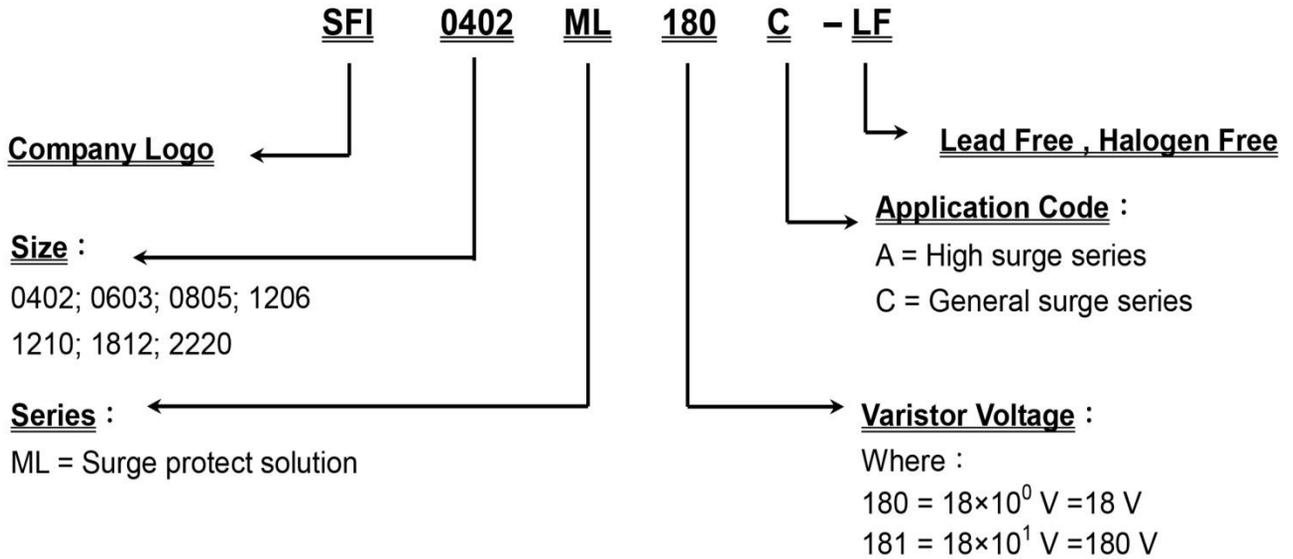 SFI 0402 ML 180 C – LF
Company Logo
Lead Free , Halogen Free
Application Code：
A = High surge series
C = General surge series
Size：
0402; 0603; 0805; 1206
1210; 1812; 2220
Series：
ML = Surge protect solution
Varistor Voltage：
Where：
180 = 18×10⁰ V =18 V
181 = 18×10¹ V =180 V